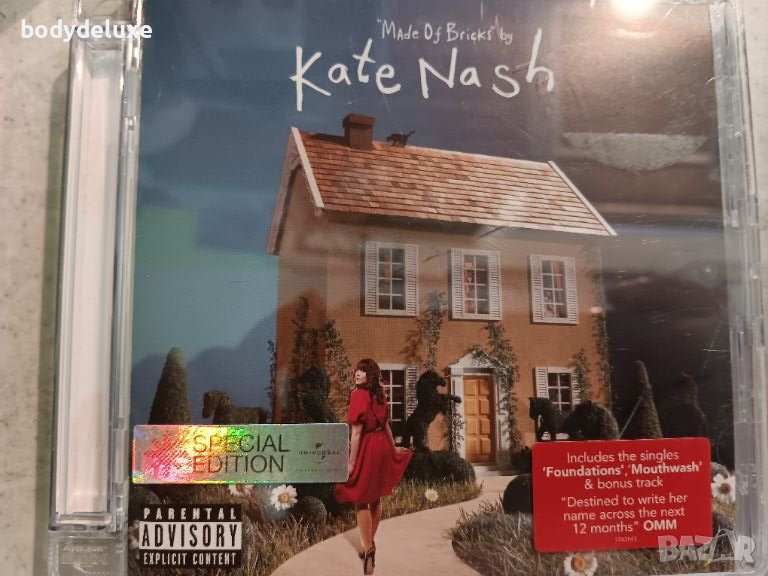 bodydeluxe
"Made Of Bricks" by
Kate Nash
SPECIAL
EDITION
UNIVERSAL
PARENTAL
ADVISORY
EXPLICIT CONTENT
Includes the singles
'Foundations', 'Mouthwash'
& bonus track
"Destined to write her
name across the next
12 months" OMM
BAZAR